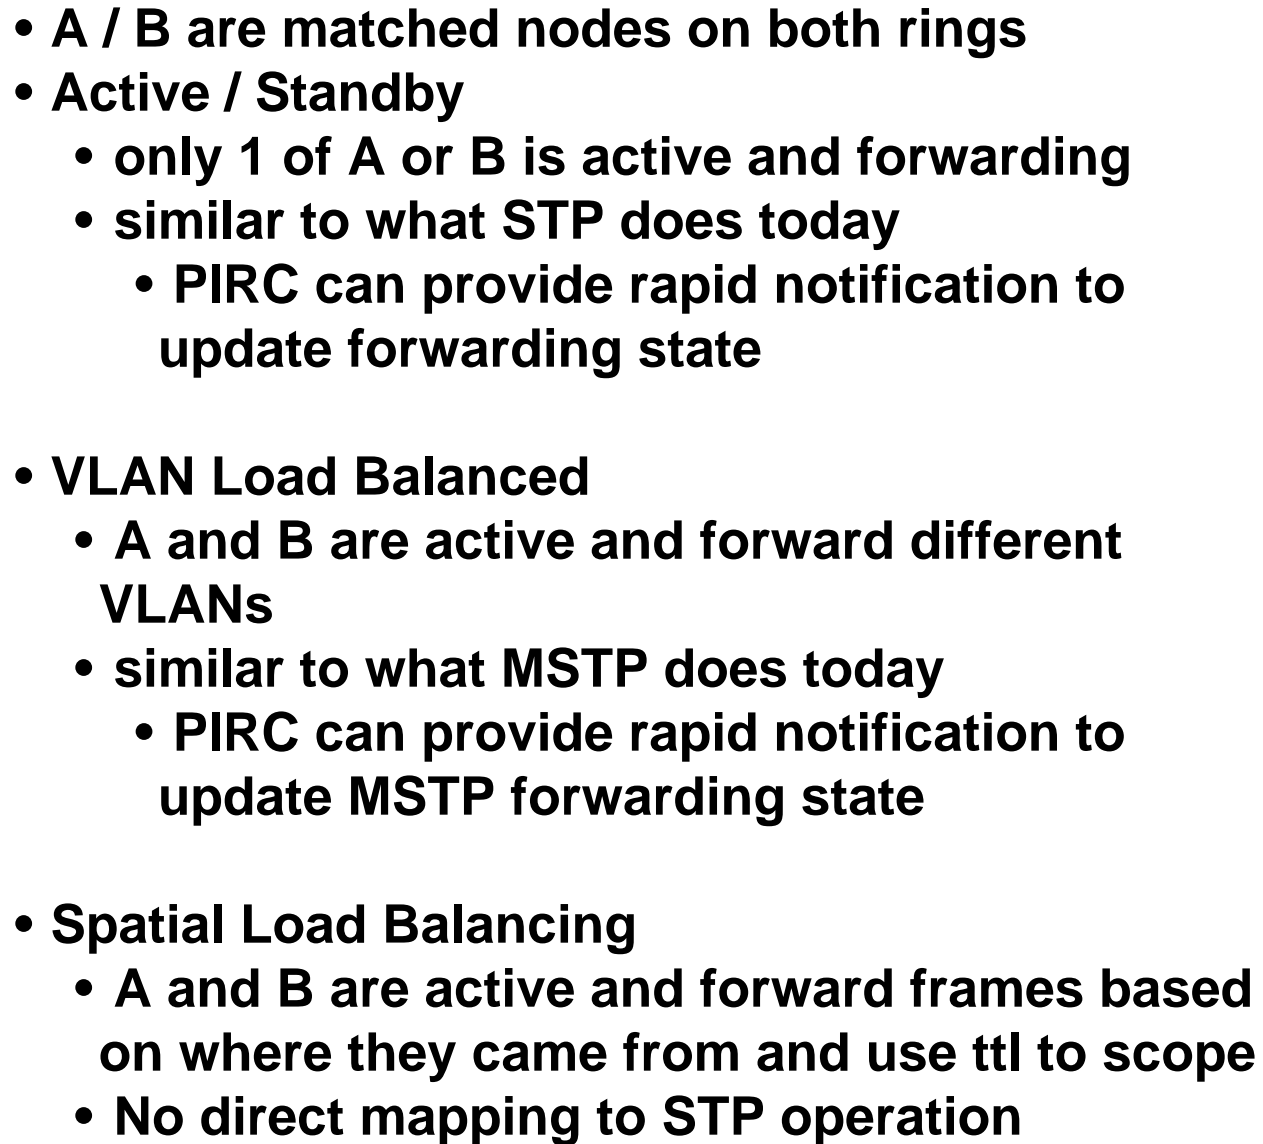 • A / B are matched nodes on both rings
• Active / Standby
• only 1 of A or B is active and forwarding
• similar to what STP does today
• PIRC can provide rapid notification to
update forwarding state
• VLAN Load Balanced
• A and B are active and forward different
VLANs
• similar to what MSTP does today
• PIRC can provide rapid notification to
update MSTP forwarding state
• Spatial Load Balancing
• A and B are active and forward frames based
on where they came from and use ttl to scope
• No direct mapping to STP operation